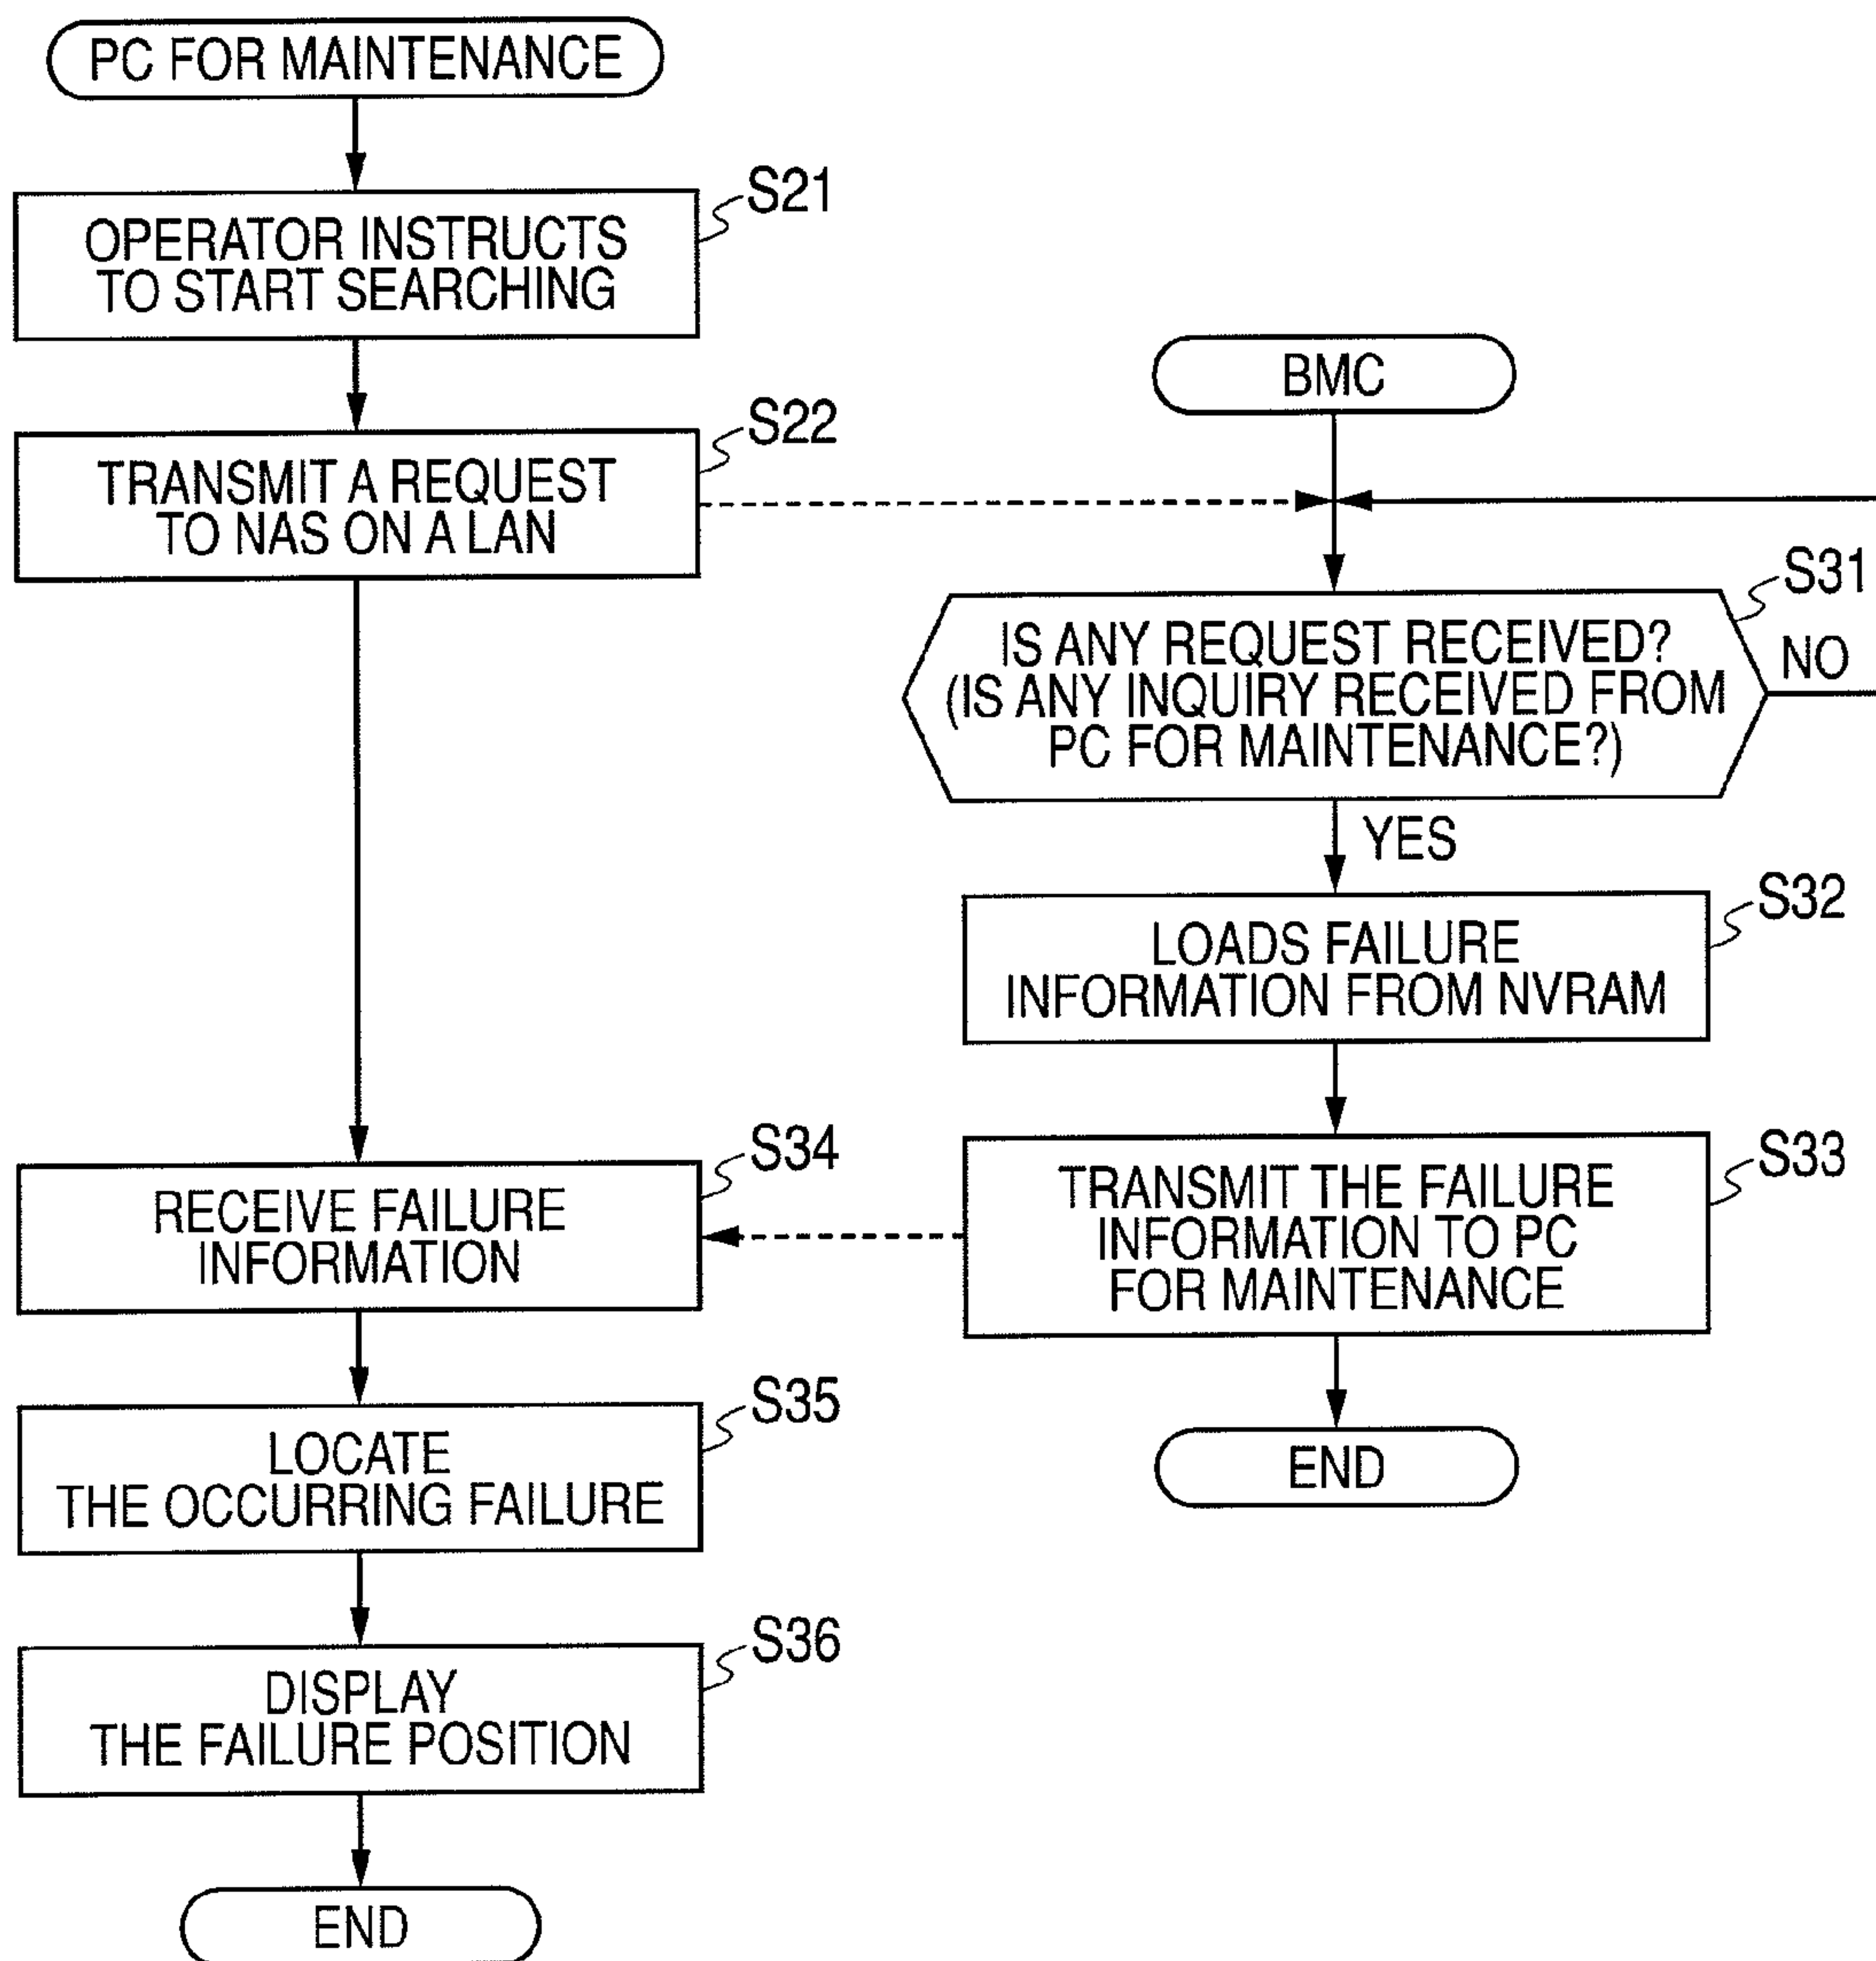 PC FOR MAINTENANCE
S21
OPERATOR INSTRUCTS
TO START SEARCHING
S22
TRANSMIT A REQUEST
TO NAS ON A LAN
BMC
S31
IS ANY REQUEST RECEIVED?
(IS ANY INQUIRY RECEIVED FROM
PC FOR MAINTENANCE?)
NO
YES
S32
LOADS FAILURE
INFORMATION FROM NVRAM
S33
TRANSMIT THE FAILURE
INFORMATION TO PC
FOR MAINTENANCE
END
S34
RECEIVE FAILURE
INFORMATION
S35
LOCATE
THE OCCURRING FAILURE
S36
DISPLAY
THE FAILURE POSITION
END